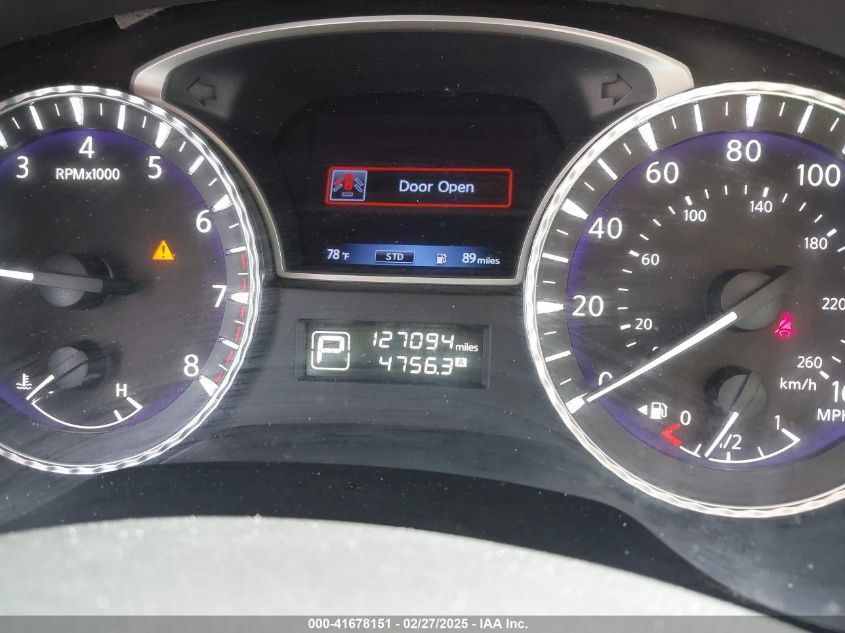 3 4 5 6 7 8
RPMx1000
H
Door Open
78°F STD 89 miles
P
127094 miles
4756.3 A
0 20 40 60 80 100
20 60 100 140 180 220 260
km/h
MPH
0 1/2 1
000-41678151 — 02/27/2025 — IAA Inc.